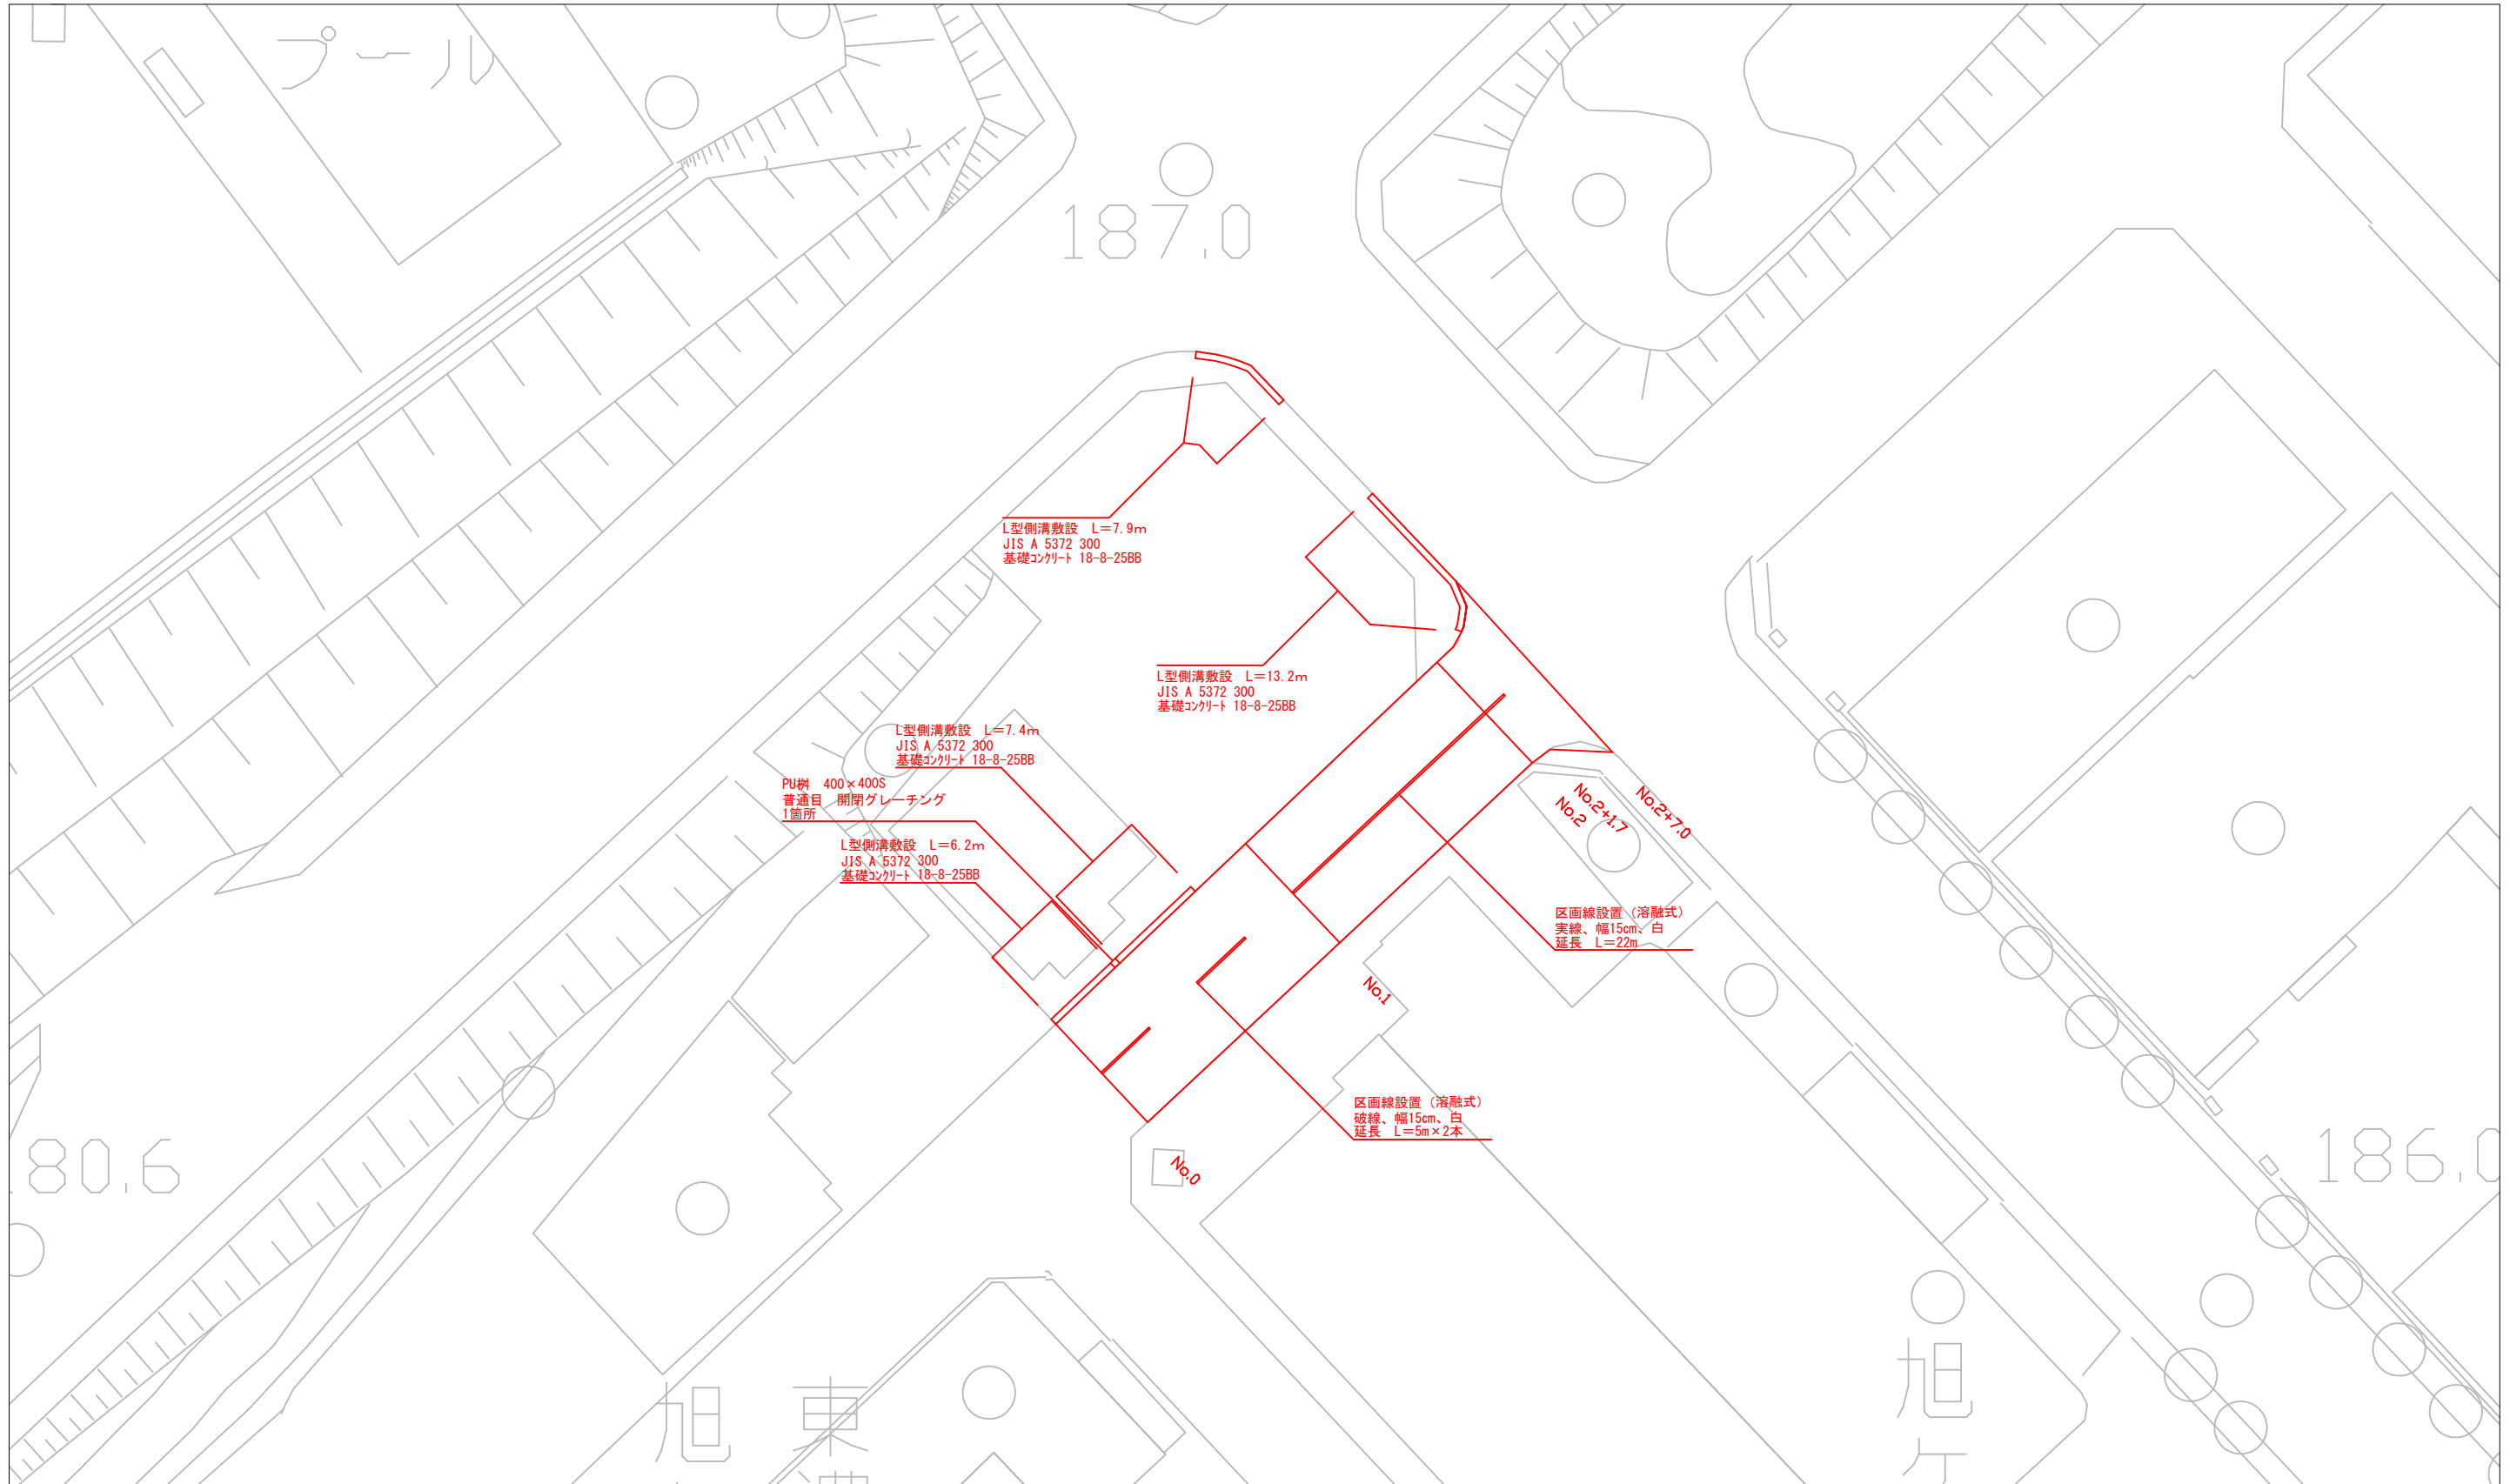 プール
187.0
L型側溝敷設　L＝7.9m
JIS A 5372 300
基礎コンクリート 18-8-25BB
L型側溝敷設　L＝13.2m
JIS A 5372 300
基礎コンクリート 18-8-25BB
L型側溝敷設　L＝7.4m
JIS A 5372 300
基礎コンクリート 18-8-25BB
PU桝　400×400S
普通目　開閉グレーチング
1箇所
L型側溝敷設　L＝6.2m
JIS A 5372 300
基礎コンクリート 18-8-25BB
No.2+7.0
No.2+1.7
No.2
区画線設置（溶融式）
実線、幅15cm、白
延長　L＝22m
No.1
区画線設置（溶融式）
破線、幅15cm、白
延長　L＝5m×2本
No.0
80.6
186.0
旭 東
旭